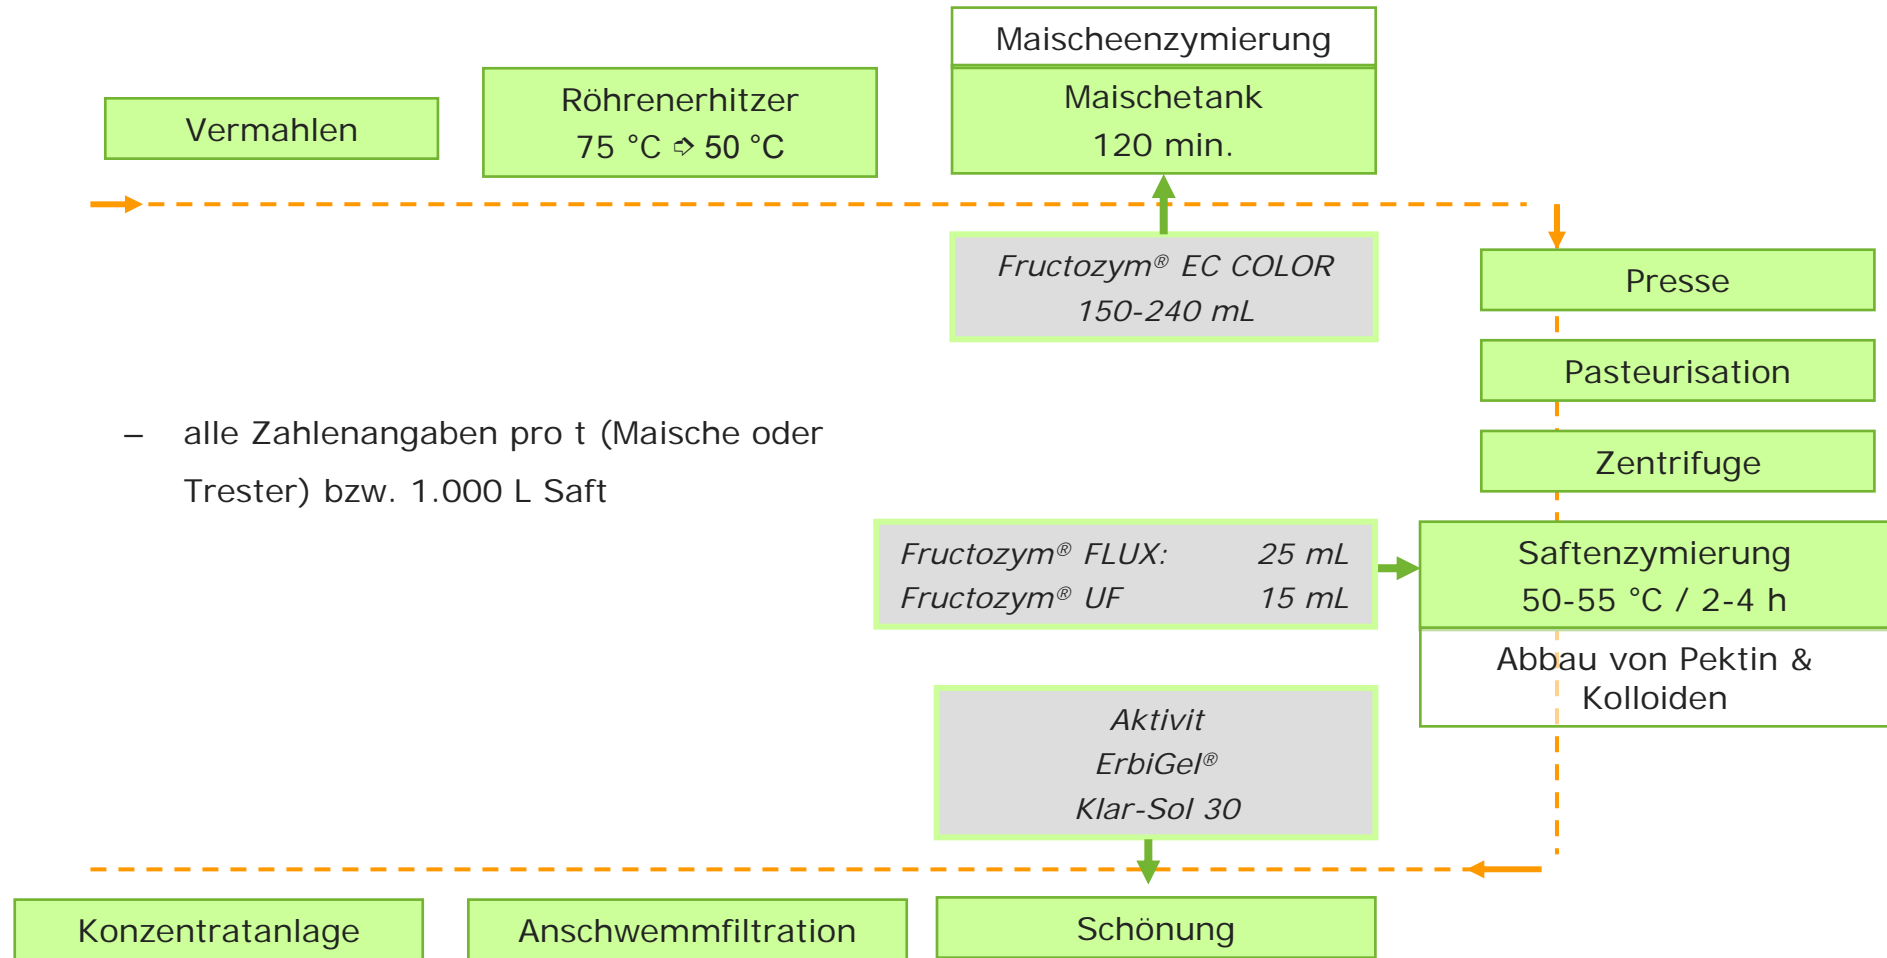 Maischeenzymierung
Vermahlen
Röhrenerhitzer
75 °C ➩ 50 °C
Maischetank
120 min.
Fructozym® EC COLOR
150-240 mL
Presse
Pasteurisation
Zentrifuge
– alle Zahlenangaben pro t (Maische oder
Trester) bzw. 1.000 L Saft
Fructozym® FLUX: 25 mL
Fructozym® UF 15 mL
Saftenzymierung
50-55 °C / 2-4 h
Abbau von Pektin &
Kolloiden
Aktivit
ErbiGel®
Klar-Sol 30
Konzentratanlage
Anschwemmfiltration
Schönung